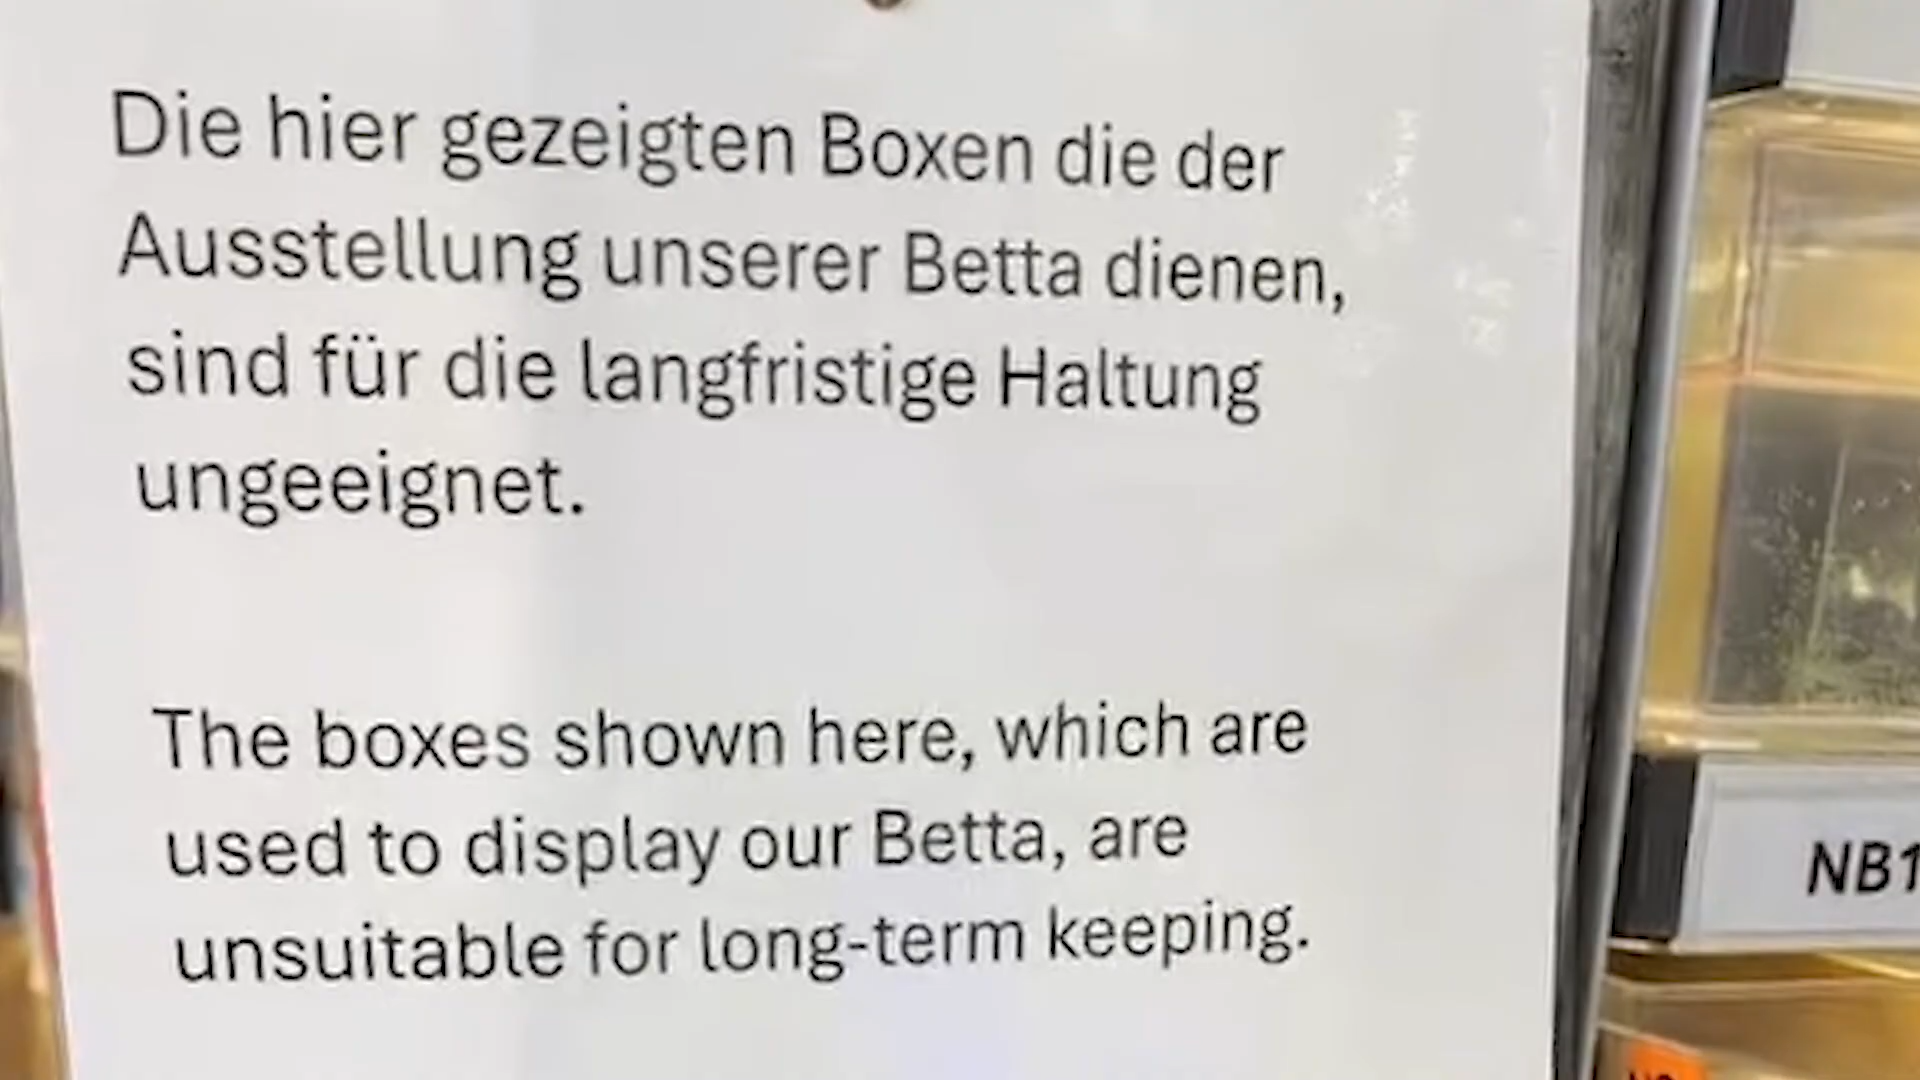 Die hier gezeigten Boxen die der
Ausstellung unserer Betta dienen,
sind für die langfristige Haltung
ungeeignet.
The boxes shown here, which are
used to display our Betta, are
unsuitable for long-term keeping.
NB1